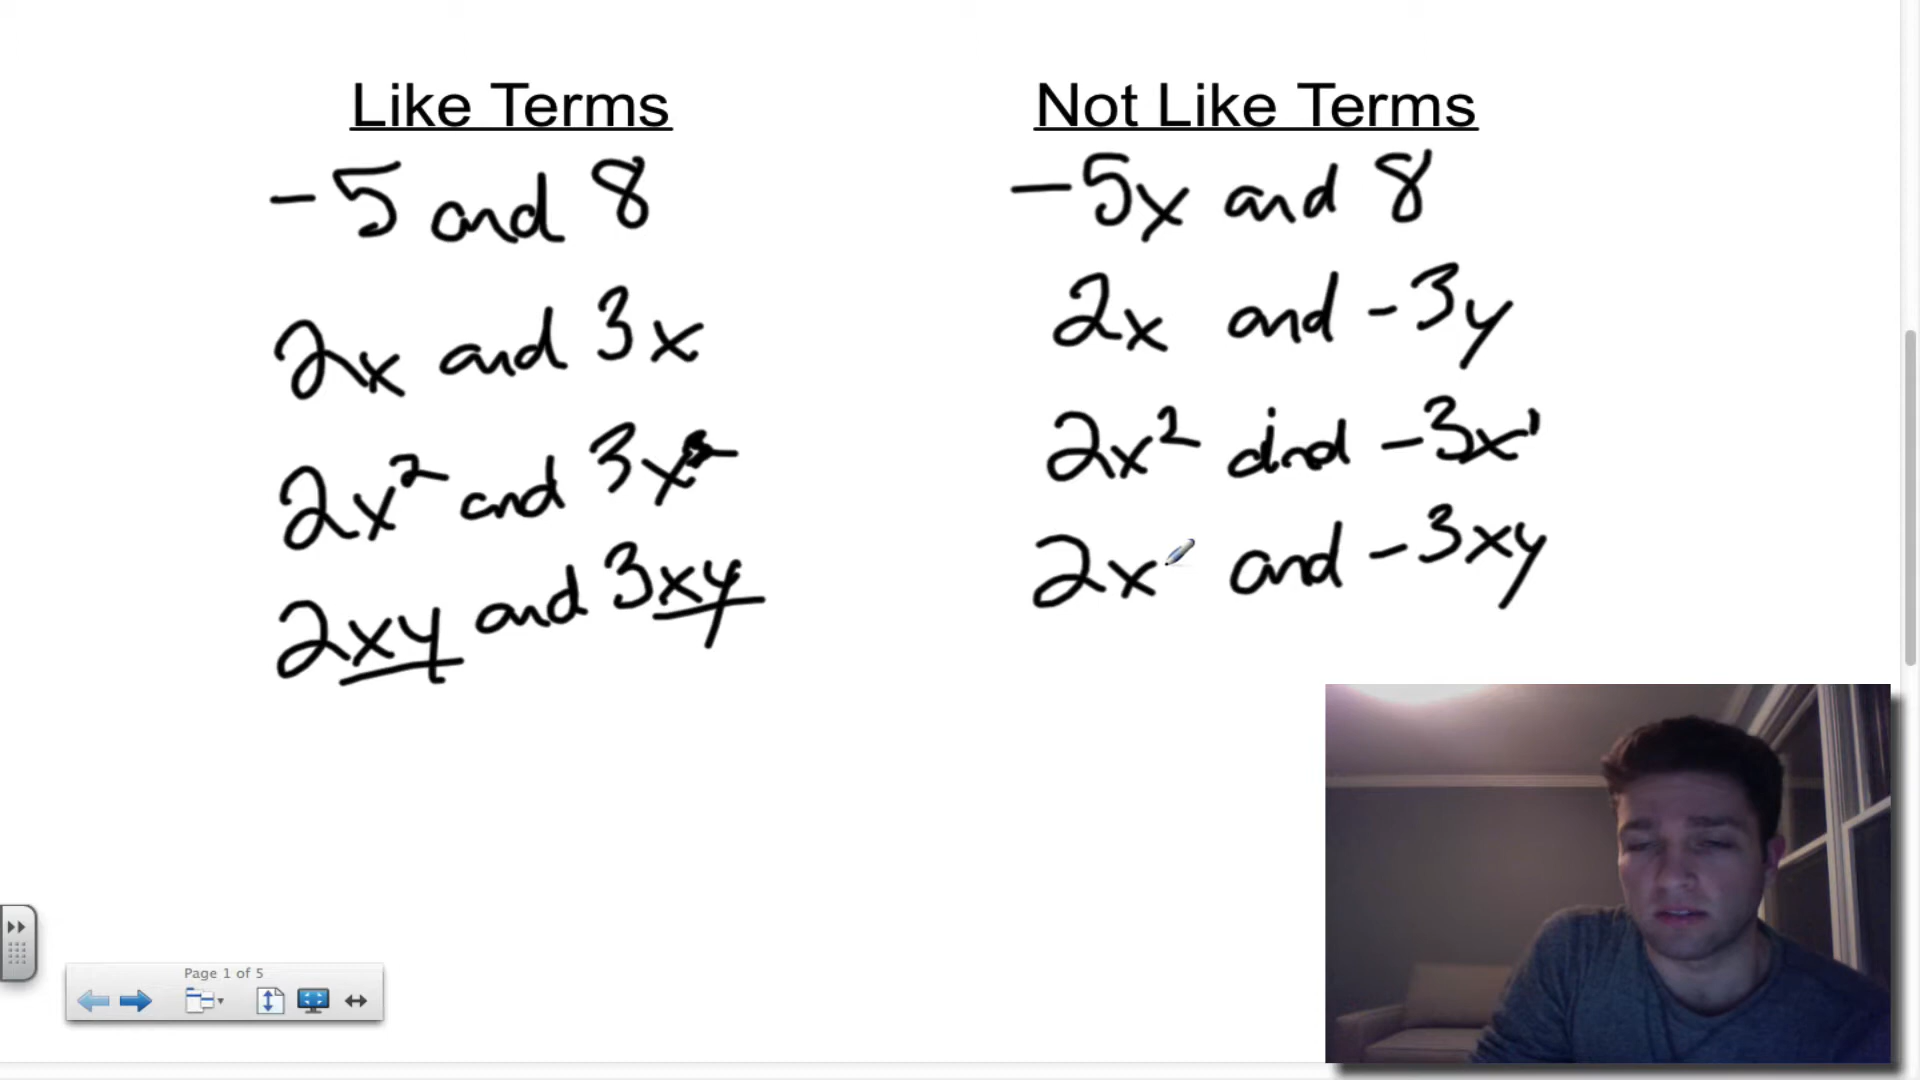 Like Terms
-5 and 8
2x and 3x
2x² and 3x²
2xy and 3xy
Not Like Terms
-5x and 8
2x and -3y
2x² and -3x¹
2x and -3xy
Page 1 of 5